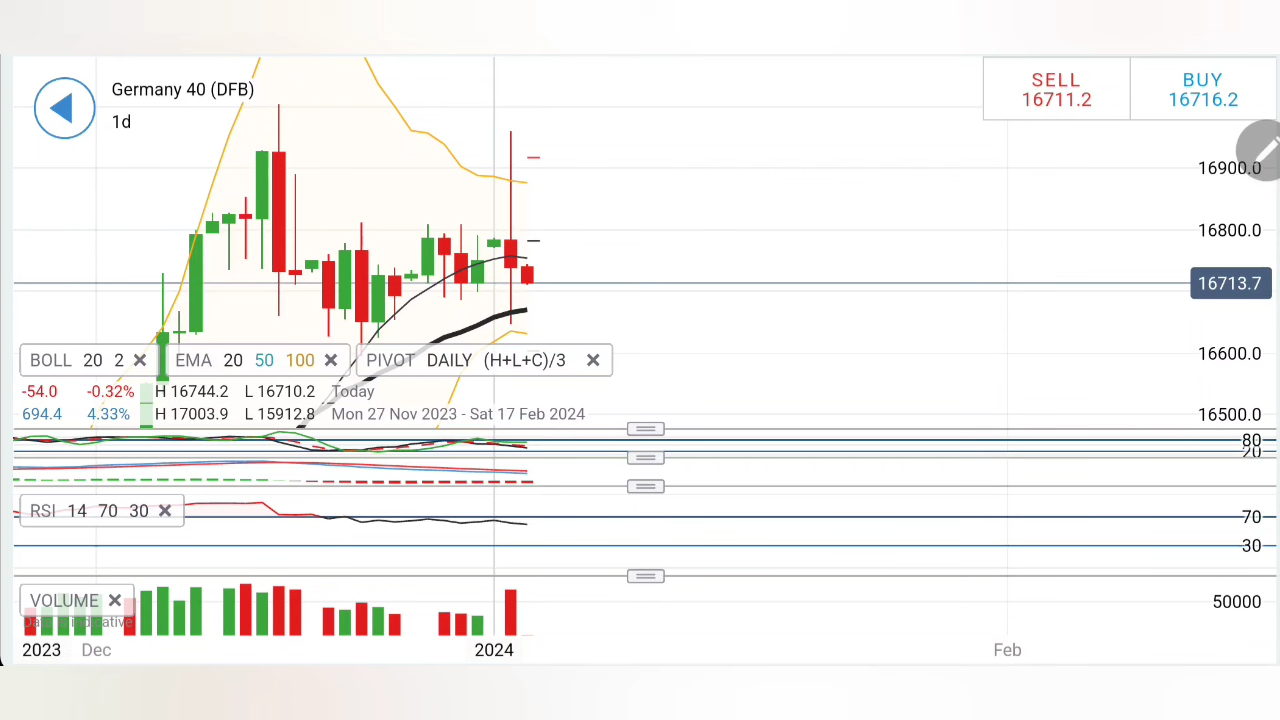 Germany 40 (DFB)
1d
SELL
16711.2
BUY
16716.2
16900.0
16800.0
16713.7
16600.0
16500.0
BOLL 20 2
EMA 20 50 100
PIVOT DAILY (H+L+C)/3
-54.0 -0.32% H 16744.2 L 16710.2 Today
694.4 4.33% H 17003.9 L 15912.8 Mon 27 Nov 2023 - Sat 17 Feb 2024
80
20
RSI 14 70 30
70
30
VOLUME
Data is indicative
50000
2023 Dec 2024 Feb